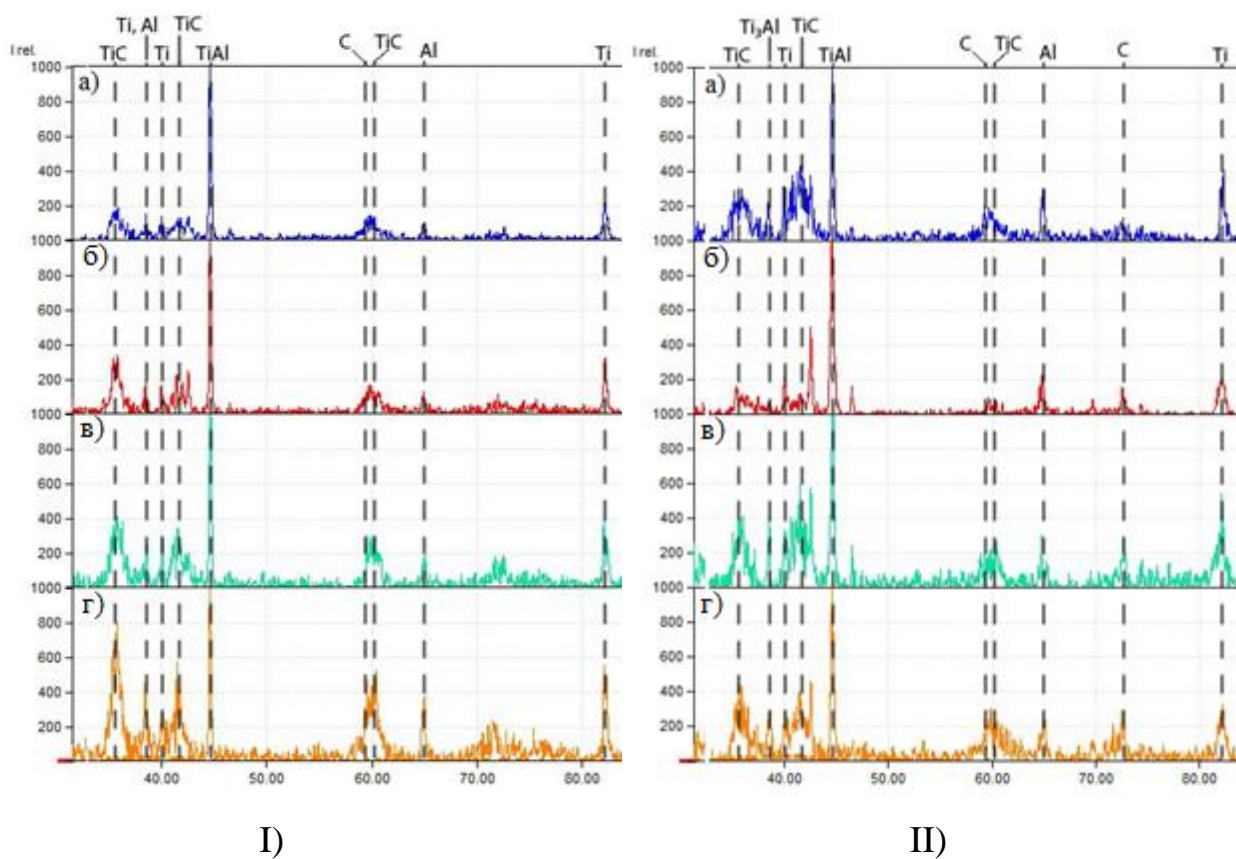 Ti, Al TiC
I rel. TiC Ti TiAl C TiC Al Ti
1000
а)
800
600
400
200
1000
б)
800
600
400
200
1000
в)
800
600
400
200
1000
г)
800
600
400
200
40.00 50.00 60.00 70.00 80.00
I)
Ti₃Al TiC
I rel. TiC Ti TiAl C TiC Al C Ti
1000
а)
800
600
400
200
1000
б)
800
600
400
200
1000
в)
800
600
400
200
1000
г)
800
600
400
200
40.00 50.00 60.00 70.00 80.00
II)